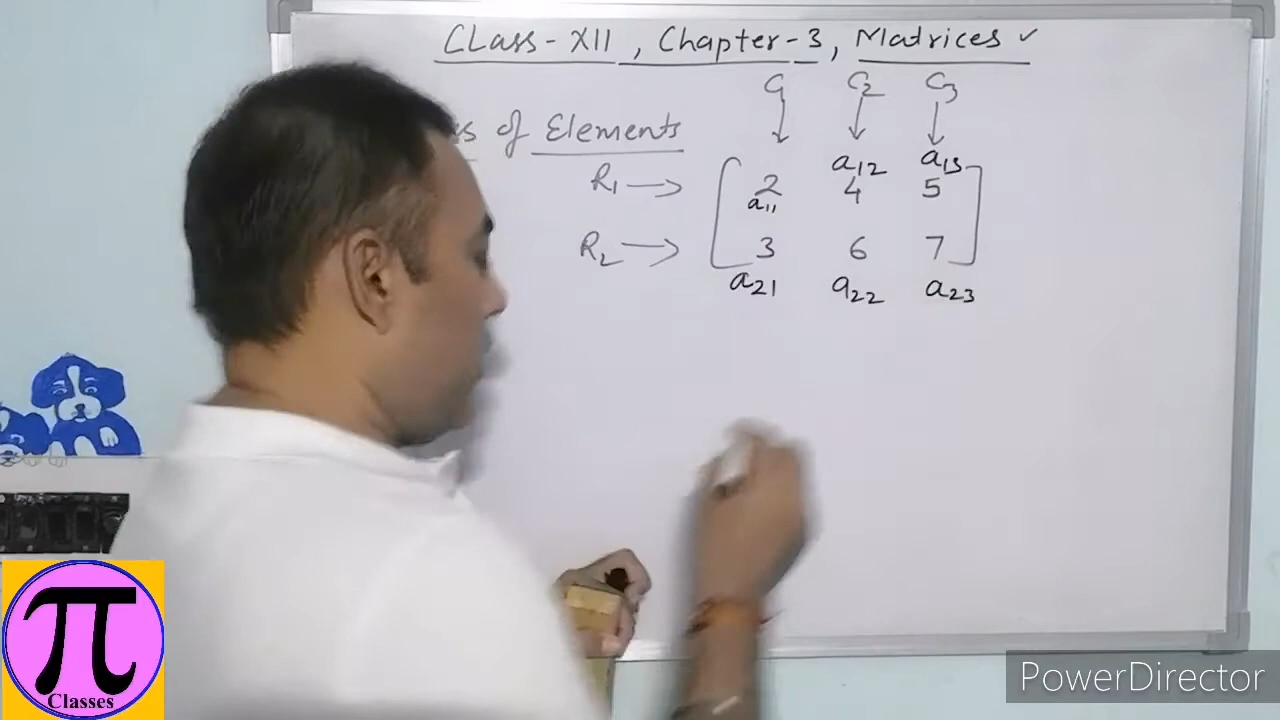 CLass - XII , Chapter - 3, Matrices ✓
C1 C2 C3
of Elements
a12 a13
R1 → 2 4 5
a11
R2 → 3 6 7
a21 a22 a23
π
Classes
PowerDirector